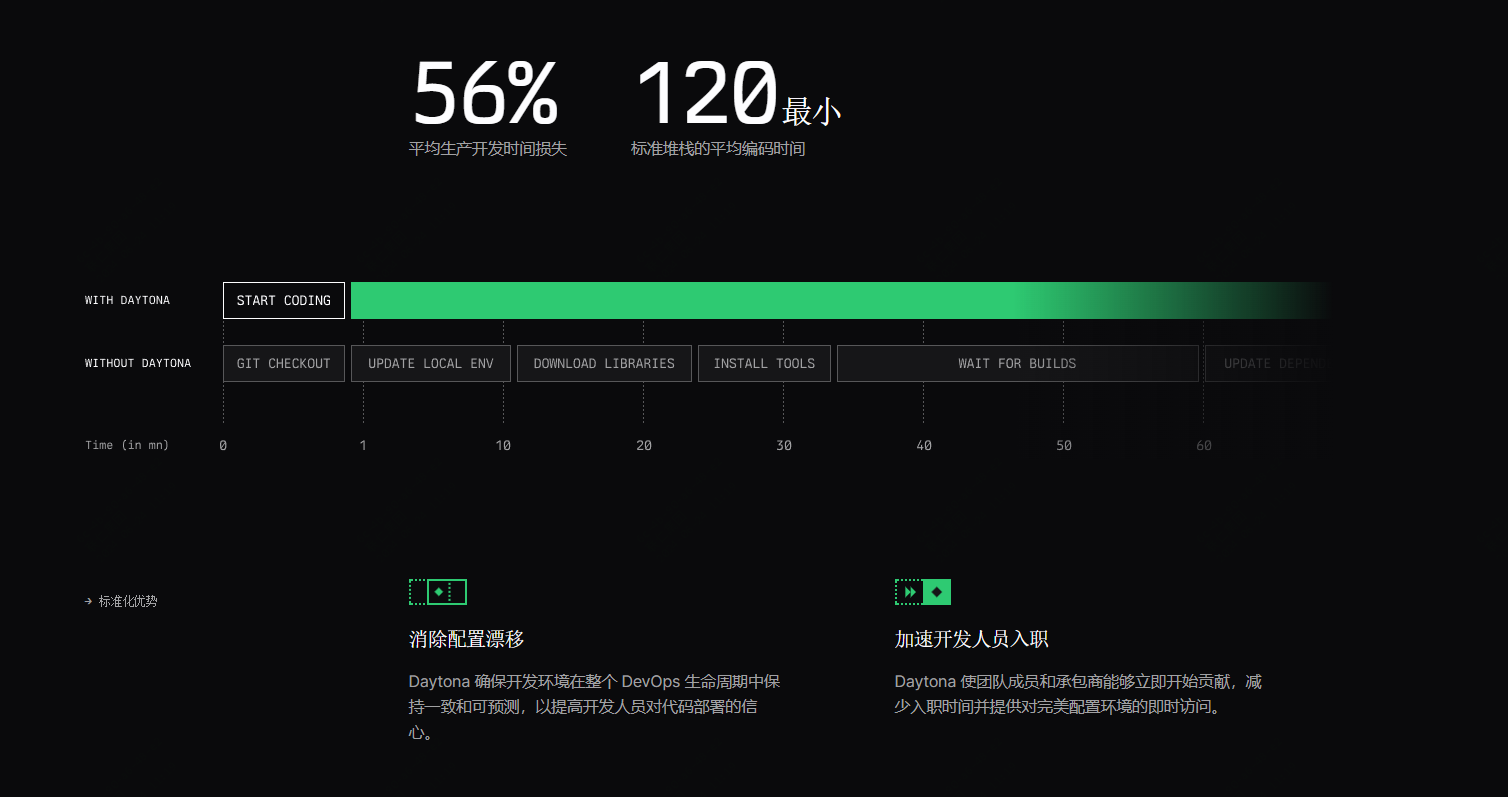 56% 120最小
平均生产开发时间损失 标准堆栈的平均编码时间
WITH DAYTONA START CODING
WITHOUT DAYTONA GIT CHECKOUT UPDATE LOCAL ENV DOWNLOAD LIBRARIES INSTALL TOOLS WAIT FOR BUILDS UPDATE
Time (in mn) 0 1 10 20 30 40 50 60
→ 标准化优势
消除配置漂移
Daytona 确保开发环境在整个 DevOps 生命周期中保
持一致和可预测，以提高开发人员对代码部署的信
心。
加速开发人员入职
Daytona 使团队成员和承包商能够立即开始贡献，减
少入职时间并提供对完美配置环境的即时访问。